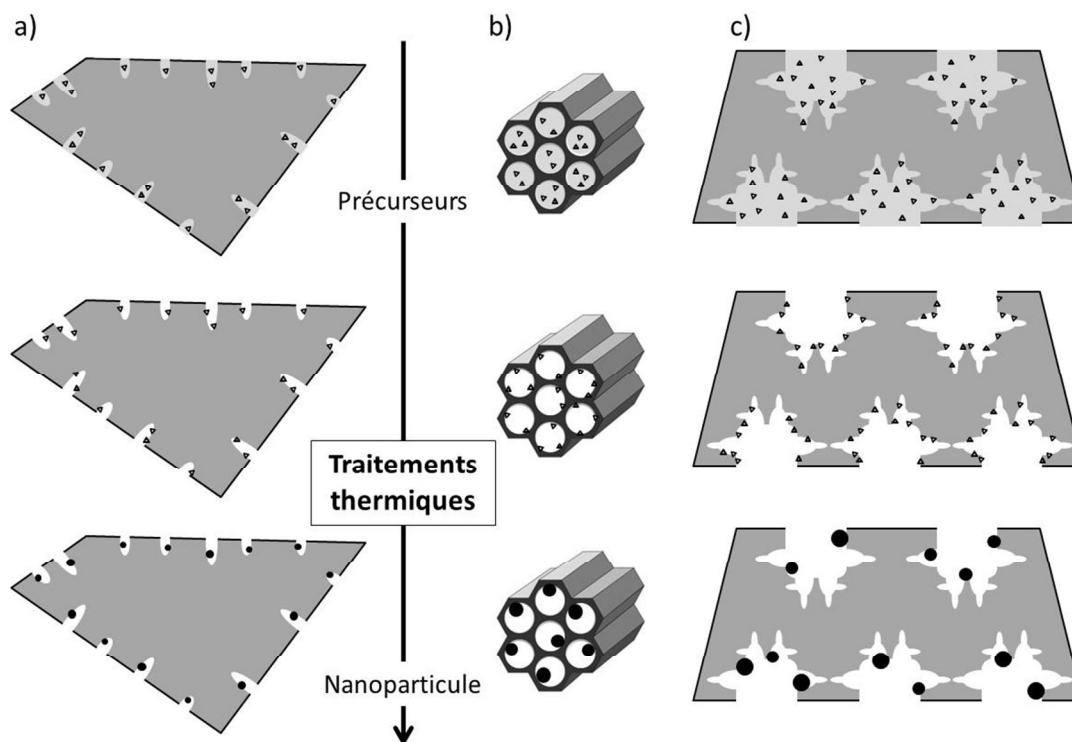 a)
b)
c)
Précurseurs
Traitements
thermiques
Nanoparticule